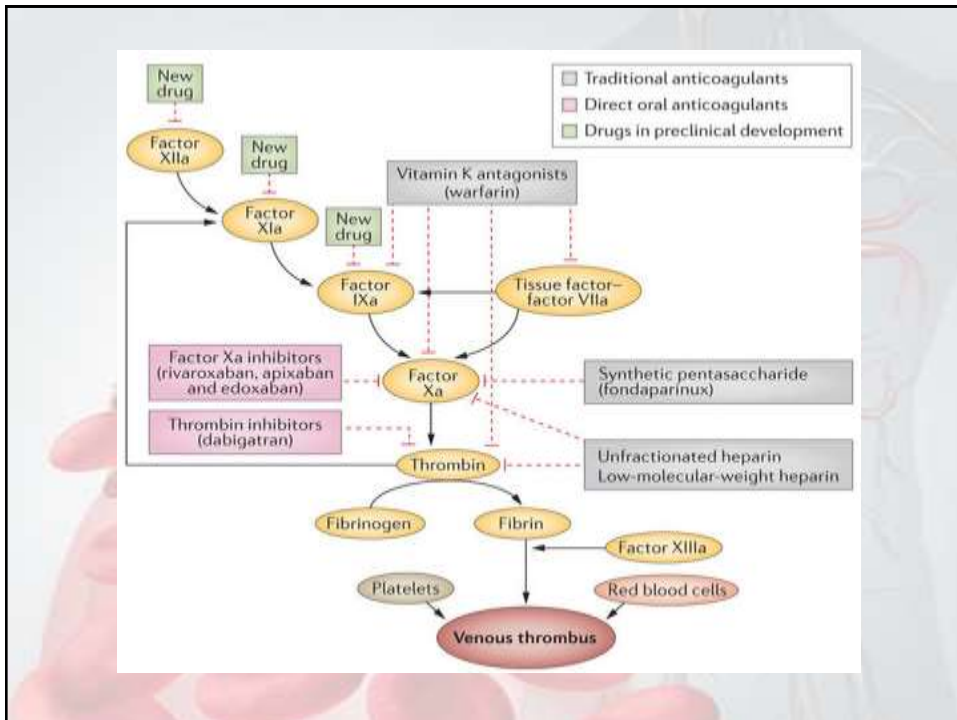 New
drug
Traditional anticoagulants
Direct oral anticoagulants
Drugs in preclinical development
Factor
XIIa
New
drug
Vitamin K antagonists
(warfarin)
Factor
XIa
New
drug
Factor
IXa
Tissue factor–
factor VIIa
Factor Xa inhibitors
(rivaroxaban, apixaban
and edoxaban)
Factor
Xa
Synthetic pentasaccharide
(fondaparinux)
Thrombin inhibitors
(dabigatran)
Thrombin
Unfractionated heparin
Low-molecular-weight heparin
Fibrinogen
Fibrin
Factor XIIIa
Platelets
Red blood cells
Venous thrombus